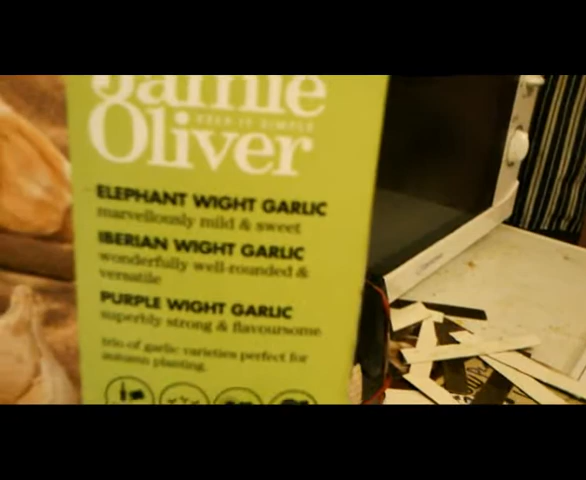 Jamie
KEEP IT SIMPLE
Oliver
ELEPHANT WIGHT GARLIC
marvellously mild & sweet
IBERIAN WIGHT GARLIC
wonderfully well-rounded &
versatile
PURPLE WIGHT GARLIC
superbly strong & flavoursome
trio of garlic varieties perfect for
autumn planting.